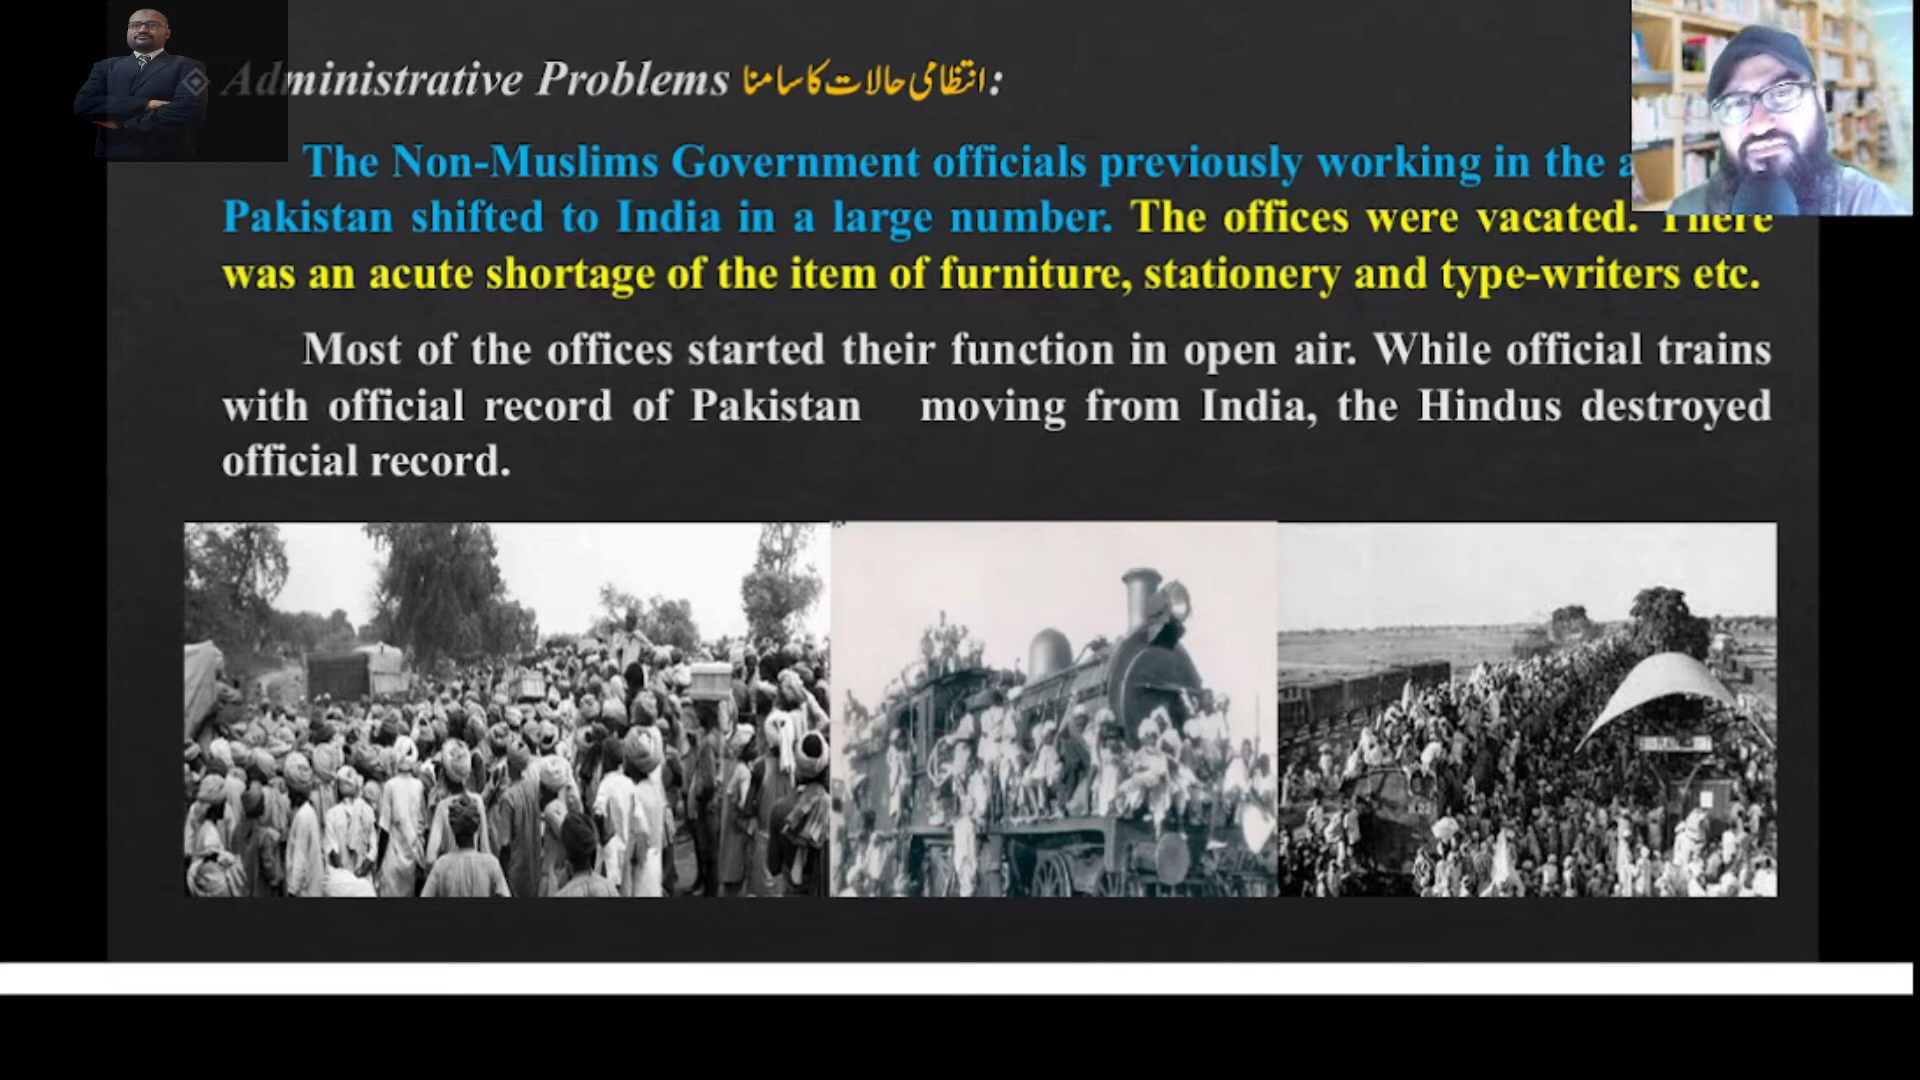 Administrative Problems انتظامی حالات کا سامنا:
The Non-Muslims Government officials previously working in the
Pakistan shifted to India in a large number. The offices were vacated. There
was an acute shortage of the item of furniture, stationery and type-writers etc.
Most of the offices started their function in open air. While official trains
with official record of Pakistan moving from India, the Hindus destroyed
official record.